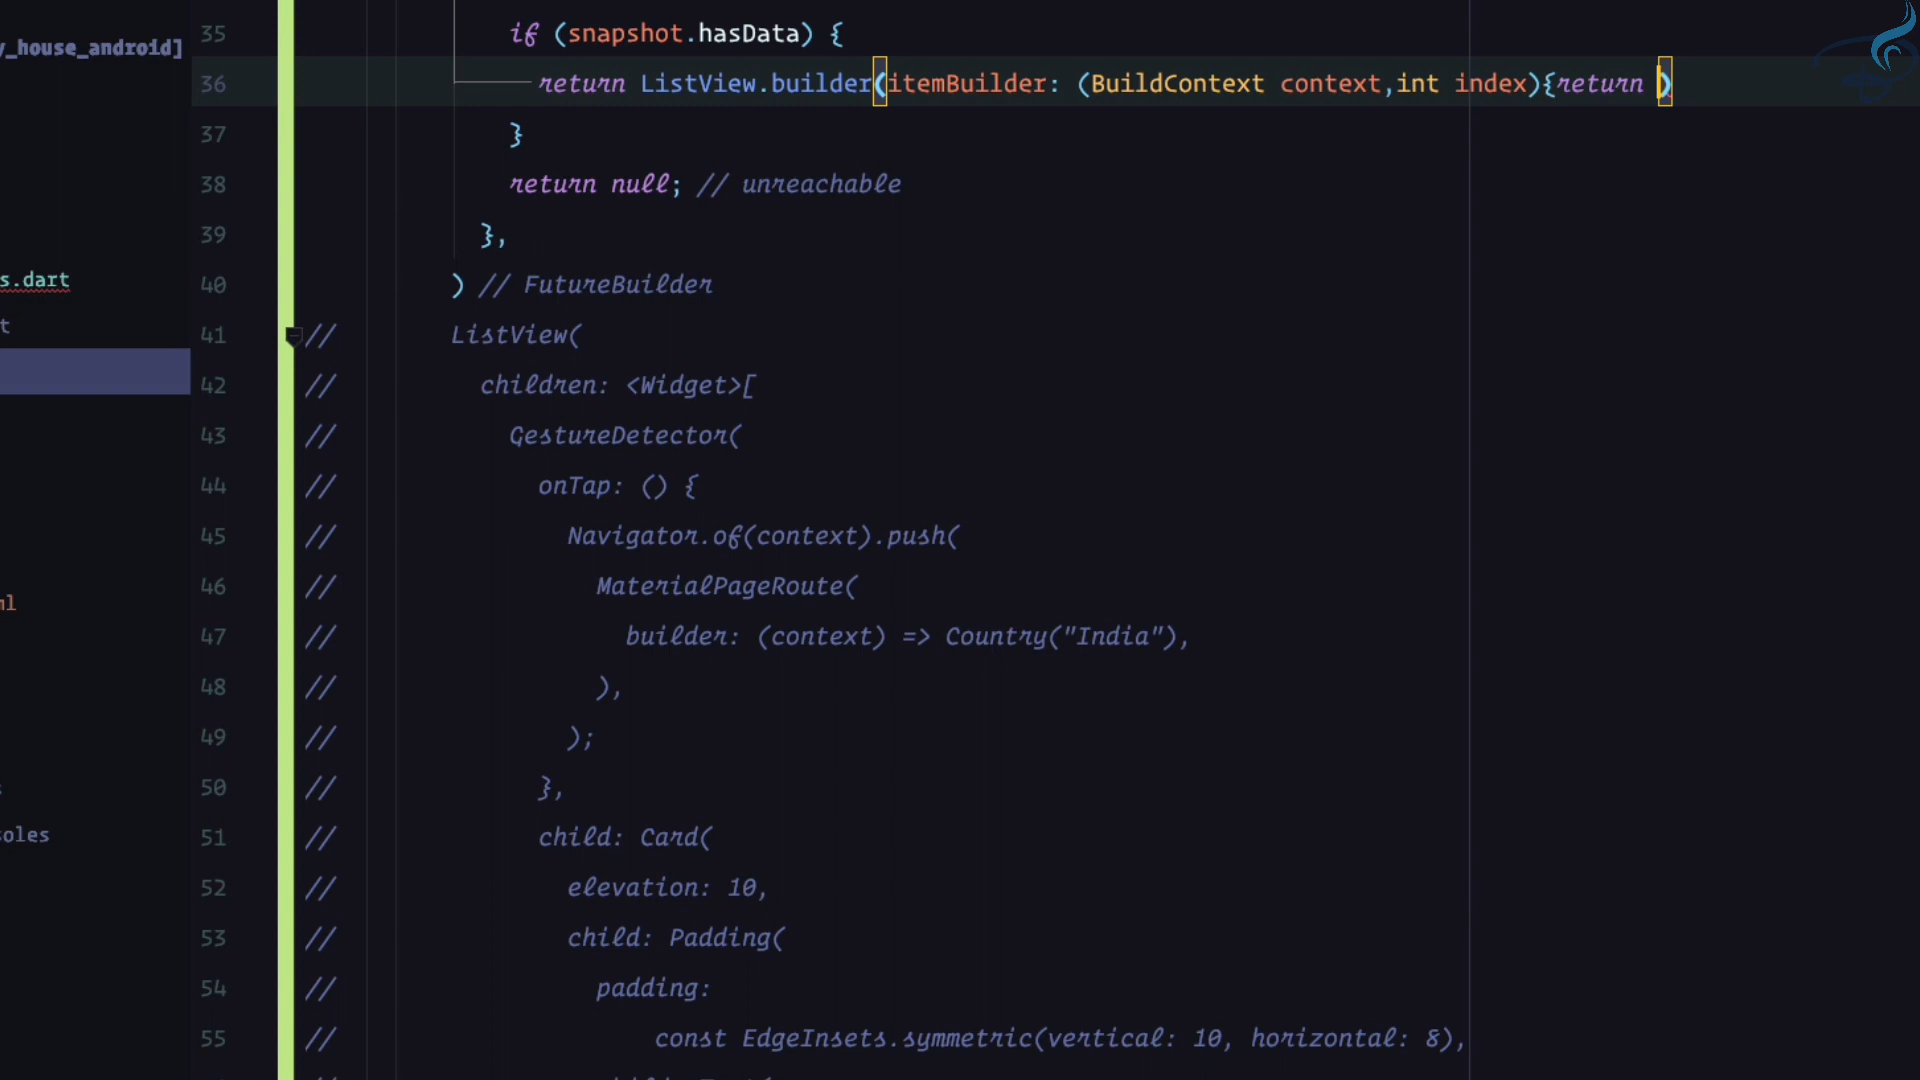 y_house_android]
s.dart
t
ml
soles
35 if (snapshot.hasData) {
36 return ListView.builder(itemBuilder: (BuildContext context,int index){return )
37 }
38 return null; // unreachable
39 },
40 ) // FutureBuilder
41 // ListView(
42 // children: <Widget>[
43 // GestureDetector(
44 // onTap: () {
45 // Navigator.of(context).push(
46 // MaterialPageRoute(
47 // builder: (context) => Country("India"),
48 // ),
49 // );
50 // },
51 // child: Card(
52 // elevation: 10,
53 // child: Padding(
54 // padding:
55 // const EdgeInsets.symmetric(vertical: 10, horizontal: 8),